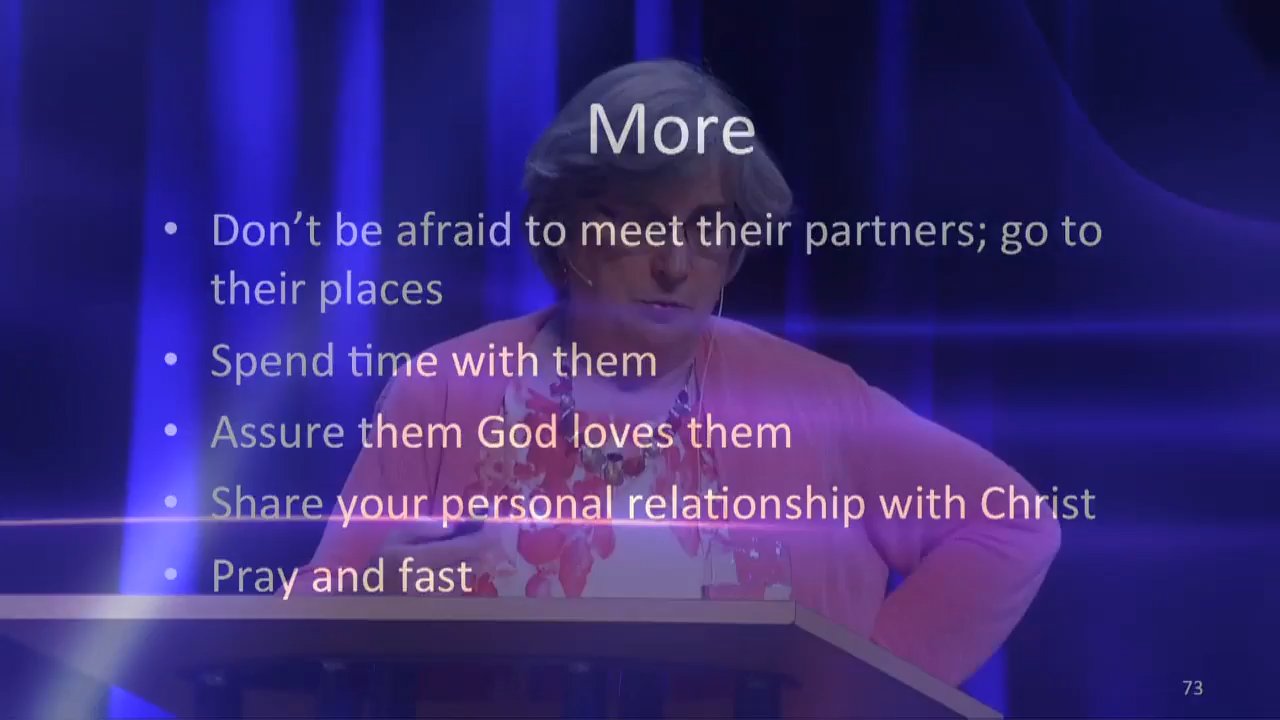 More
• Don't be afraid to meet their partners; go to
their places
• Spend time with them
• Assure them God loves them
• Share your personal relationship with Christ
• Pray and fast
73